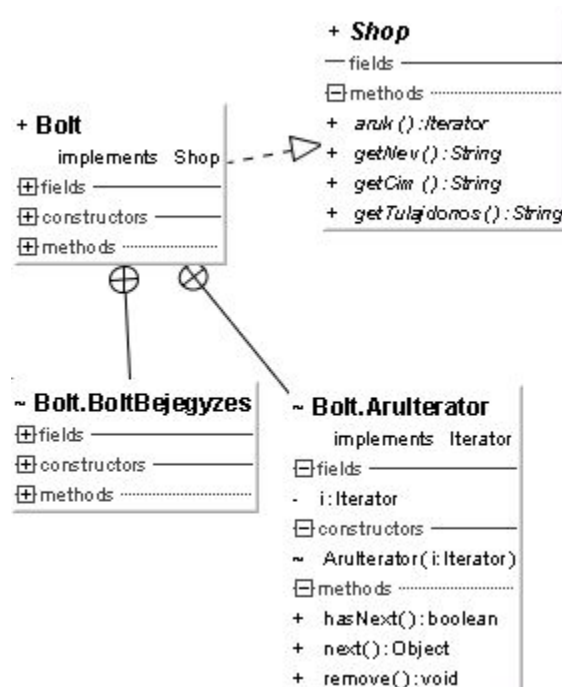 + Shop
fields
methods
+ aruk () : Iterator
+ getNev () : String
+ getCim () : String
+ getTulajdonos () : String
+ Bolt
implements Shop
fields
constructors
methods
~ Bolt.BoltBejegyzes
fields
constructors
methods
~ Bolt.AruIterator
implements Iterator
fields
- i : Iterator
constructors
~ AruIterator ( i : Iterator )
methods
+ hasNext () : boolean
+ next () : Object
+ remove () : void